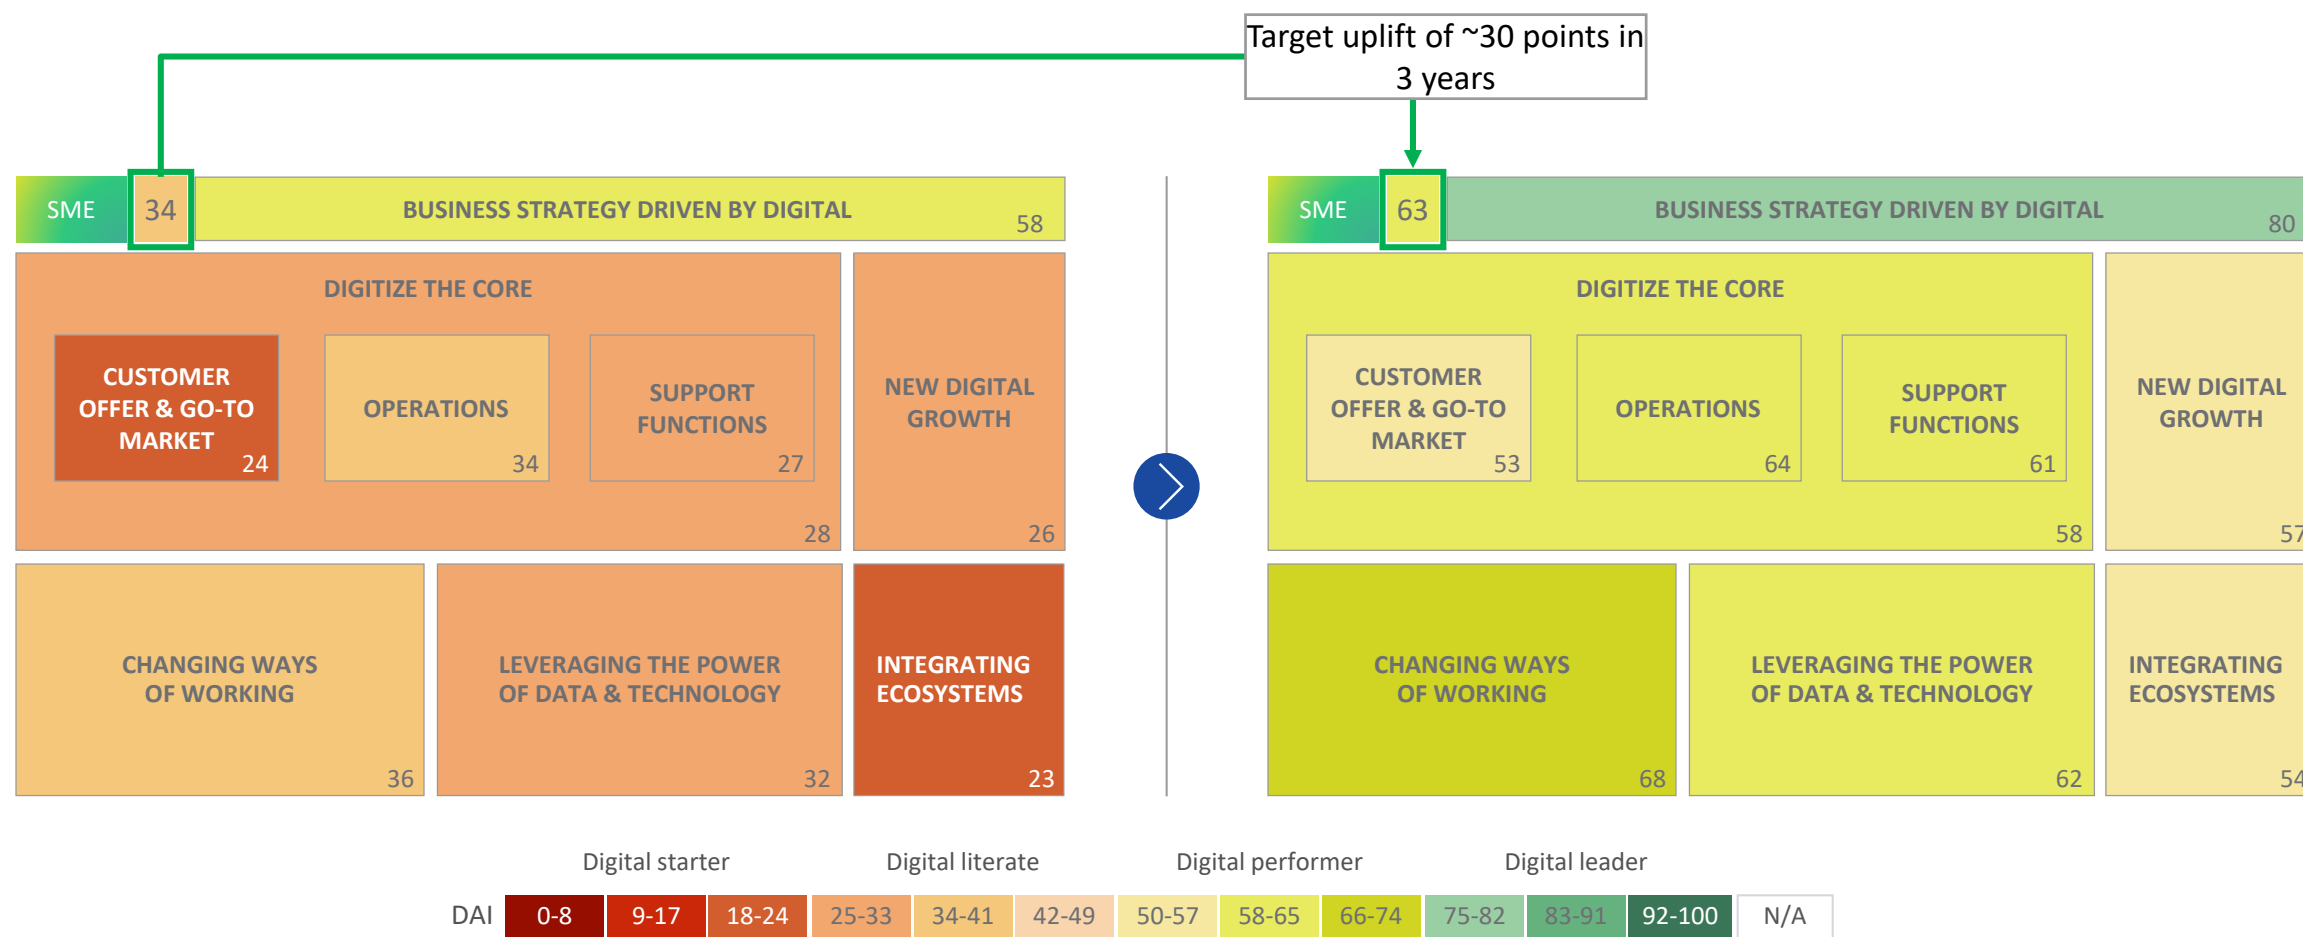 Target uplift of ~30 points in
3 years
SME
34
BUSINESS STRATEGY DRIVEN BY DIGITAL
58
DIGITIZE THE CORE
CUSTOMER
OFFER & GO-TO
MARKET
24
OPERATIONS
34
SUPPORT
FUNCTIONS
27
28
NEW DIGITAL
GROWTH
26
CHANGING WAYS
OF WORKING
36
LEVERAGING THE POWER
OF DATA & TECHNOLOGY
32
INTEGRATING
ECOSYSTEMS
23
SME
63
BUSINESS STRATEGY DRIVEN BY DIGITAL
80
DIGITIZE THE CORE
CUSTOMER
OFFER & GO-TO
MARKET
53
OPERATIONS
64
SUPPORT
FUNCTIONS
61
58
NEW DIGITAL
GROWTH
57
CHANGING WAYS
OF WORKING
68
LEVERAGING THE POWER
OF DATA & TECHNOLOGY
62
INTEGRATING
ECOSYSTEMS
54
Digital starter Digital literate Digital performer Digital leader
DAI 0-8 9-17 18-24 25-33 34-41 42-49 50-57 58-65 66-74 75-82 83-91 92-100 N/A